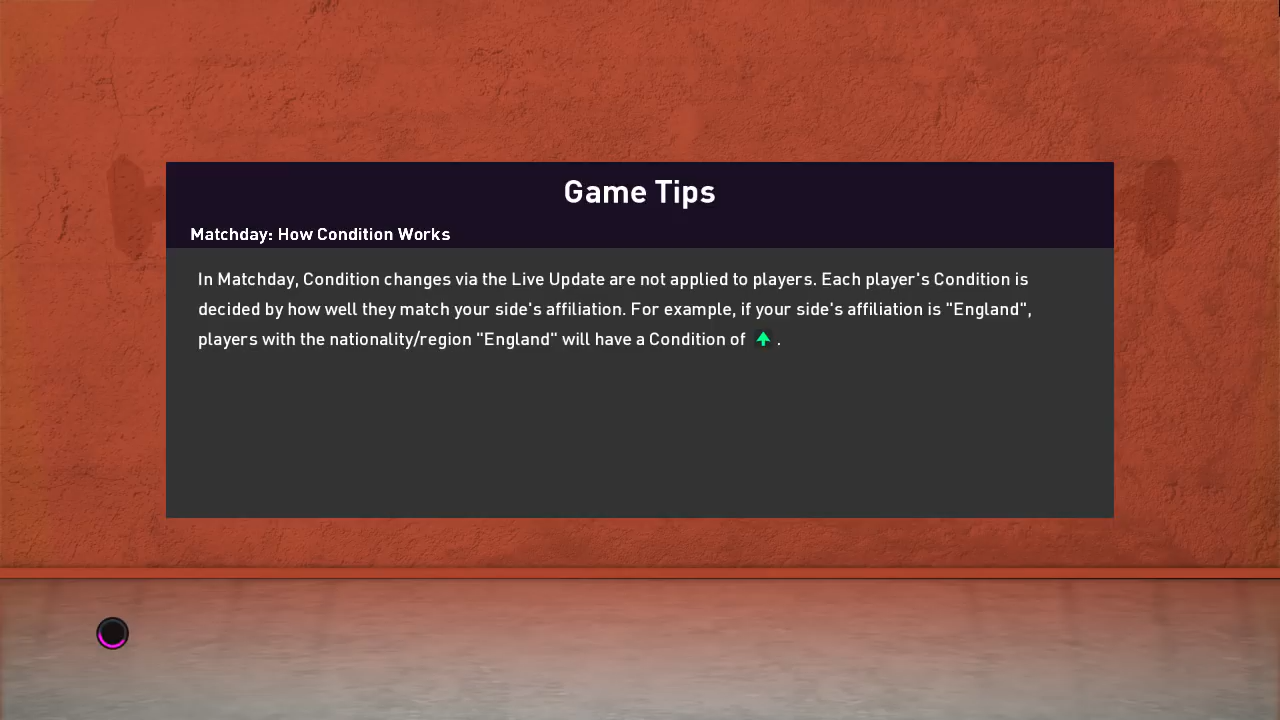 Game Tips
Matchday: How Condition Works
In Matchday, Condition changes via the Live Update are not applied to players. Each player's Condition is
decided by how well they match your side's affiliation. For example, if your side's affiliation is "England",
players with the nationality/region "England" will have a Condition of .